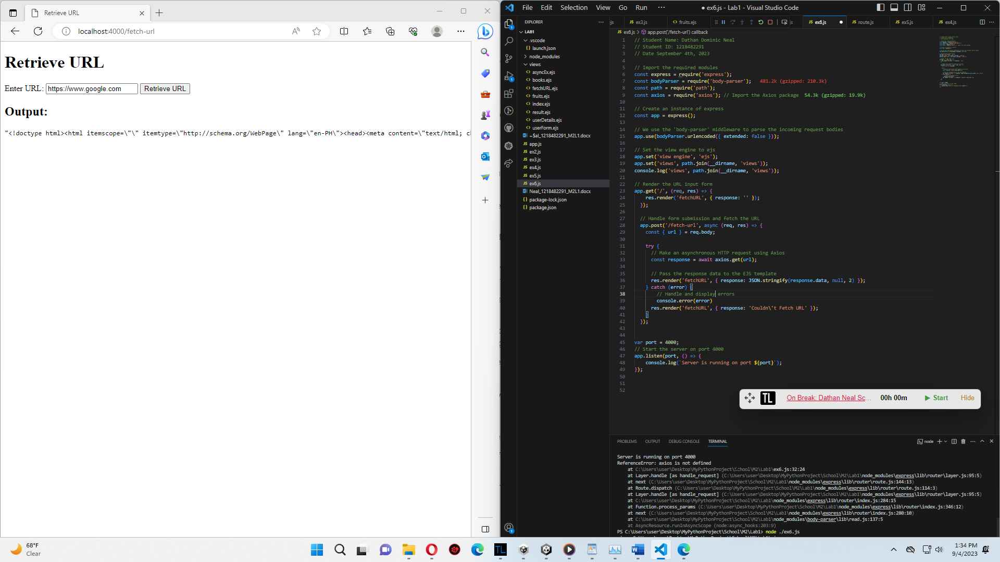 Retrieve URL
localhost:4000/fetch-url
Retrieve URL
Enter URL: https://www.google.com Retrieve URL
Output:
"<!doctype html><html itemscope=\"\" itemtype=\"http://schema.org/WebPage\" lang=\"en-PH\"><head><meta content=\"text/html; cl
File Edit Selection View Go Run ··· ● ex6.js - Lab1 - Visual Studio Code
EXPLORER
LAB1
.vscode
launch.json
node_modules
views
asyncEx.ejs
books.ejs
fetchURL.ejs
fruits.ejs
index.ejs
result.ejs
userDetails.ejs
userForm.ejs
~$al_1218482291_M2L1.docx
app.js
ex2.js
ex3.js
ex4.js
ex5.js
ex6.js
Neal_1218482291_M2L1.docx
package-lock.json
package.json
ejs JS ex3.js <> fruits.ejs js JS ex6.js JS route.js JS ex5.js JS ex4.js
JS ex6.js > app.post('/fetch-url') callback
1 // Student Name: Dathan Dominic Neal
2 // Student ID: 1218482291
3 // Date September 4th, 2023
4
5 // Import the required modules
6 const express = require('express');
7 const bodyParser = require('body-parser'); 481.2k (gzipped: 210.3k)
8 const path = require('path');
9 const axios = require('axios'); // Import the Axios package 54.3k (gzipped: 19.9k)
10
11 // Create an instance of express
12 const app = express();
13
14 // We use the 'body-parser' middleware to parse the incoming request bodies
15 app.use(bodyParser.urlencoded({ extended: false }));
16
17 // Set the view engine to ejs
18 app.set('view engine', 'ejs');
19 app.set('views', path.join(__dirname, 'views'));
20 console.log('views', path.join(__dirname, 'views'));
21
22 // Render the URL input form
23 app.get('/', (req, res) => {
24 res.render('fetchURL', { response: '' });
25 });
26
27 // Handle form submission and fetch the URL
28 app.post('/fetch-url', async (req, res) => {
29 const { url } = req.body;
30
31 try {
32 // Make an asynchronous HTTP request using Axios
33 const response = await axios.get(url);
34
35 // Pass the response data to the EJS template
36 res.render('fetchURL', { response: JSON.stringify(response.data, null, 2) });
37 } catch (error) {
38 // Handle and display errors
39 console.error(error)
40 res.render('fetchURL', { response: 'Couldn\'t Fetch URL' });
41 }
42 });
43
44
45 var port = 4000;
46 // Start the server on port 4000
47 app.listen(port, () => {
48 console.log(`Server is running on port ${port}`);
49 });
50
51
52
TL On Break: Dathan Neal Sc... 00h 00m Start Hide
PROBLEMS OUTPUT DEBUG CONSOLE TERMINAL node
Server is running on port 4000
ReferenceError: axios is not defined
at C:\Users\user\Desktop\MyPythonProject\School\M2\Lab1\ex6.js:32:24
at Layer.handle [as handle_request] (C:\Users\user\Desktop\MyPythonProject\School\M2\Lab1\node_modules\express\lib\router\layer.js:95:5)
at next (C:\Users\user\Desktop\MyPythonProject\School\M2\Lab1\node_modules\express\lib\router\route.js:144:13)
at Route.dispatch (C:\Users\user\Desktop\MyPythonProject\School\M2\Lab1\node_modules\express\lib\router\route.js:114:3)
at Layer.handle [as handle_request] (C:\Users\user\Desktop\MyPythonProject\School\M2\Lab1\node_modules\express\lib\router\layer.js:95:5)
at C:\Users\user\Desktop\MyPythonProject\School\M2\Lab1\node_modules\express\lib\router\index.js:284:15
at Function.process_params (C:\Users\user\Desktop\MyPythonProject\School\M2\Lab1\node_modules\express\lib\router\index.js:346:12)
at next (C:\Users\user\Desktop\MyPythonProject\School\M2\Lab1\node_modules\express\lib\router\index.js:280:10)
at C:\Users\user\Desktop\MyPythonProject\School\M2\Lab1\node_modules\body-parser\lib\read.js:137:5
at AsyncResource.runInAsyncScope (node:async_hooks:203:9)
PS C:\Users\user\Desktop\MyPythonProject\School\M2\Lab1> node ./ex6.js
68°F
Clear
1:34 PM
9/4/2023